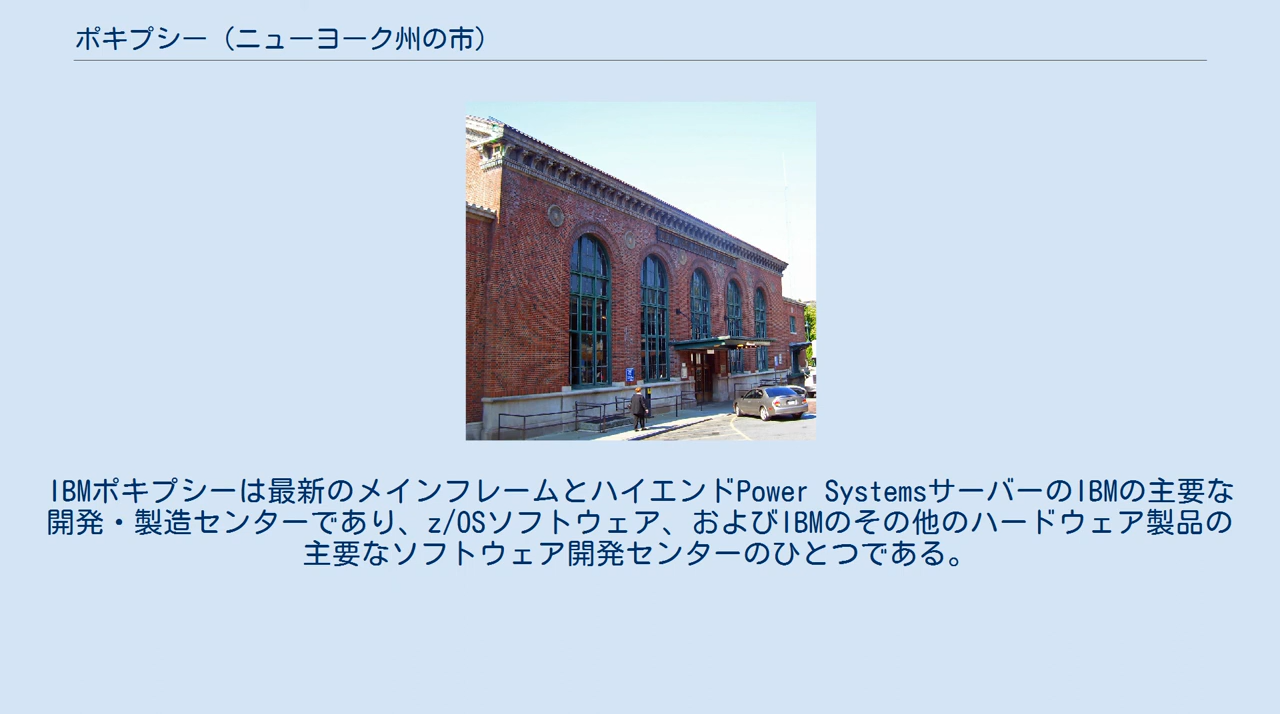 ポキプシー（ニューヨーク州の市）
IBMポキプシーは最新のメインフレームとハイエンドPower SystemsサーバーのIBMの主要な
開発・製造センターであり、z/OSソフトウェア、およびIBMのその他のハードウェア製品の
主要なソフトウェア開発センターのひとつである。